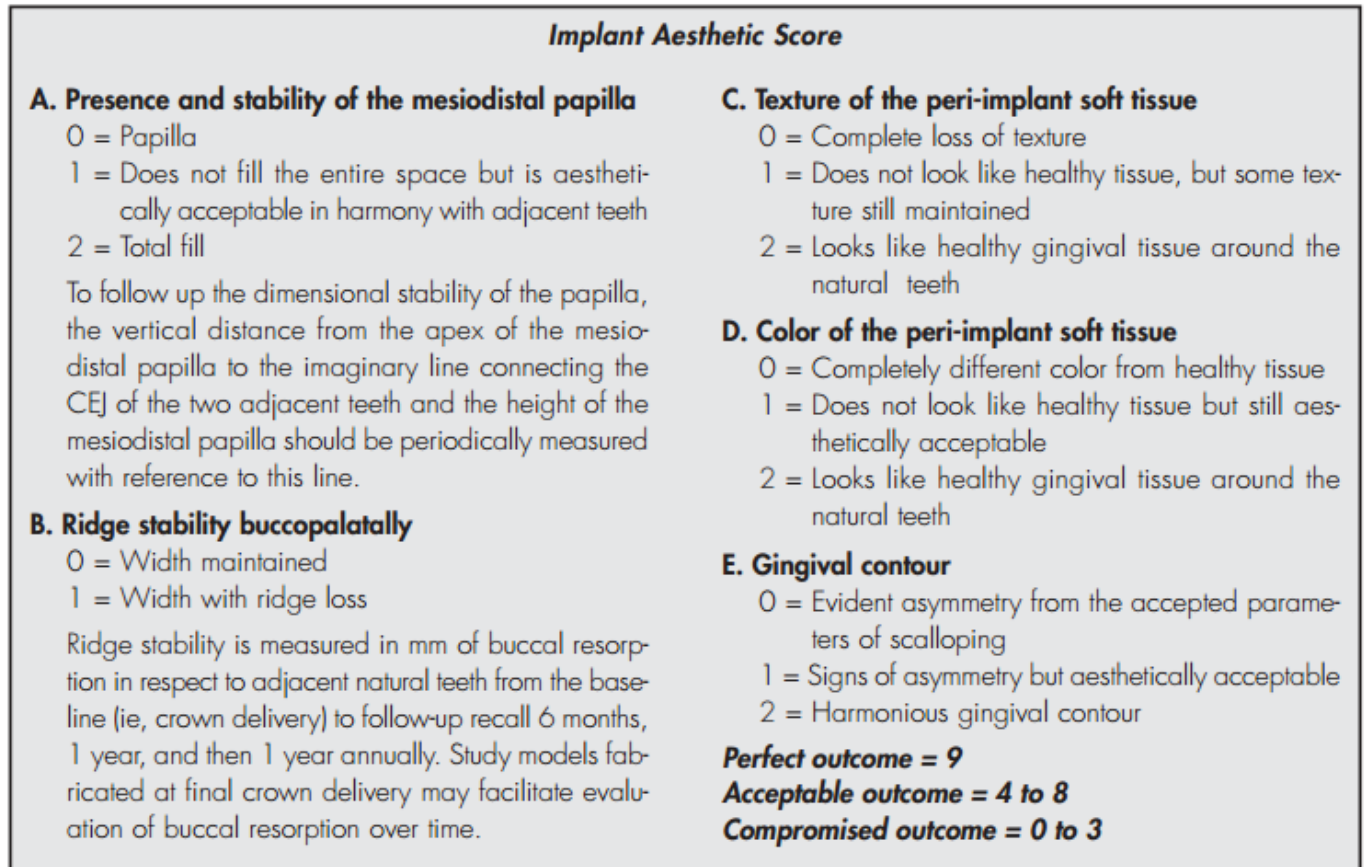 Implant Aesthetic Score
A. Presence and stability of the mesiodistal papilla
0 = Papilla
1 = Does not fill the entire space but is aestheti-
cally acceptable in harmony with adjacent teeth
2 = Total fill
To follow up the dimensional stability of the papilla,
the vertical distance from the apex of the mesio-
distal papilla to the imaginary line connecting the
CEJ of the two adjacent teeth and the height of the
mesiodistal papilla should be periodically measured
with reference to this line.
B. Ridge stability buccopalatally
0 = Width maintained
1 = Width with ridge loss
Ridge stability is measured in mm of buccal resorp-
tion in respect to adjacent natural teeth from the base-
line (ie, crown delivery) to follow-up recall 6 months,
1 year, and then 1 year annually. Study models fab-
ricated at final crown delivery may facilitate evalu-
ation of buccal resorption over time.
C. Texture of the peri-implant soft tissue
0 = Complete loss of texture
1 = Does not look like healthy tissue, but some tex-
ture still maintained
2 = Looks like healthy gingival tissue around the
natural teeth
D. Color of the peri-implant soft tissue
0 = Completely different color from healthy tissue
1 = Does not look like healthy tissue but still aes-
thetically acceptable
2 = Looks like healthy gingival tissue around the
natural teeth
E. Gingival contour
0 = Evident asymmetry from the accepted parame-
ters of scalloping
1 = Signs of asymmetry but aesthetically acceptable
2 = Harmonious gingival contour
Perfect outcome = 9
Acceptable outcome = 4 to 8
Compromised outcome = 0 to 3